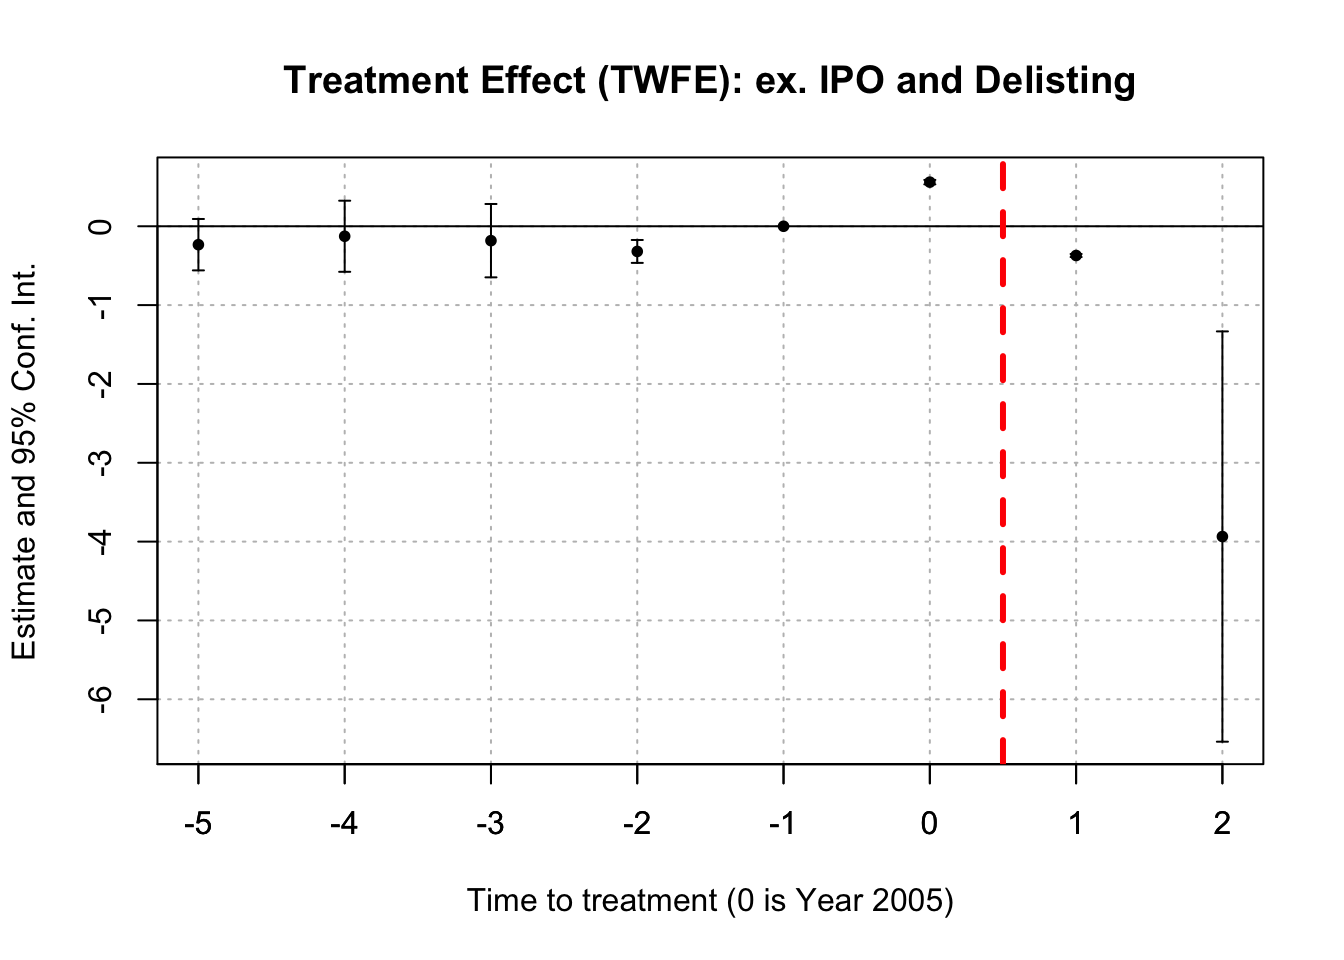 Treatment Effect (TWFE): ex. IPO and Delisting
Estimate and 95% Conf. Int.
0
-1
-2
-3
-4
-5
-6
-5 -4 -3 -2 -1 0 1 2
Time to treatment (0 is Year 2005)